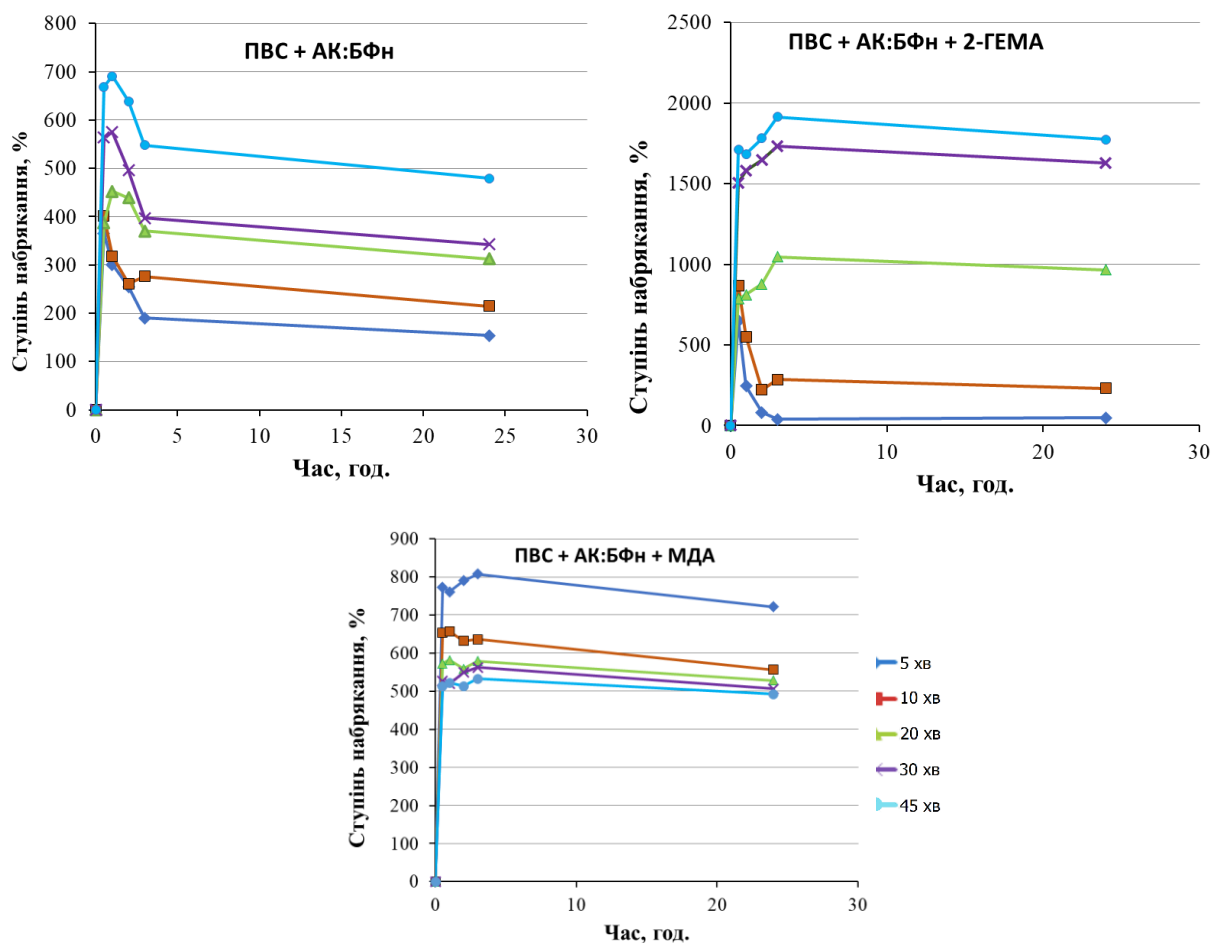 ПВС + АК:БФн
Ступінь набрякання, %
800
700
600
500
400
300
200
100
0
0 5 10 15 20 25 30
Час, год.
ПВС + АК:БФн + 2-ГЕМА
Ступінь набрякання, %
2500
2000
1500
1000
500
0
0 10 20 30
Час, год.
ПВС + АК:БФн + МДА
Ступінь набрякання, %
900
800
700
600
500
400
300
200
100
0
0 10 20 30
Час, год.
5 хв
10 хв
20 хв
30 хв
45 хв